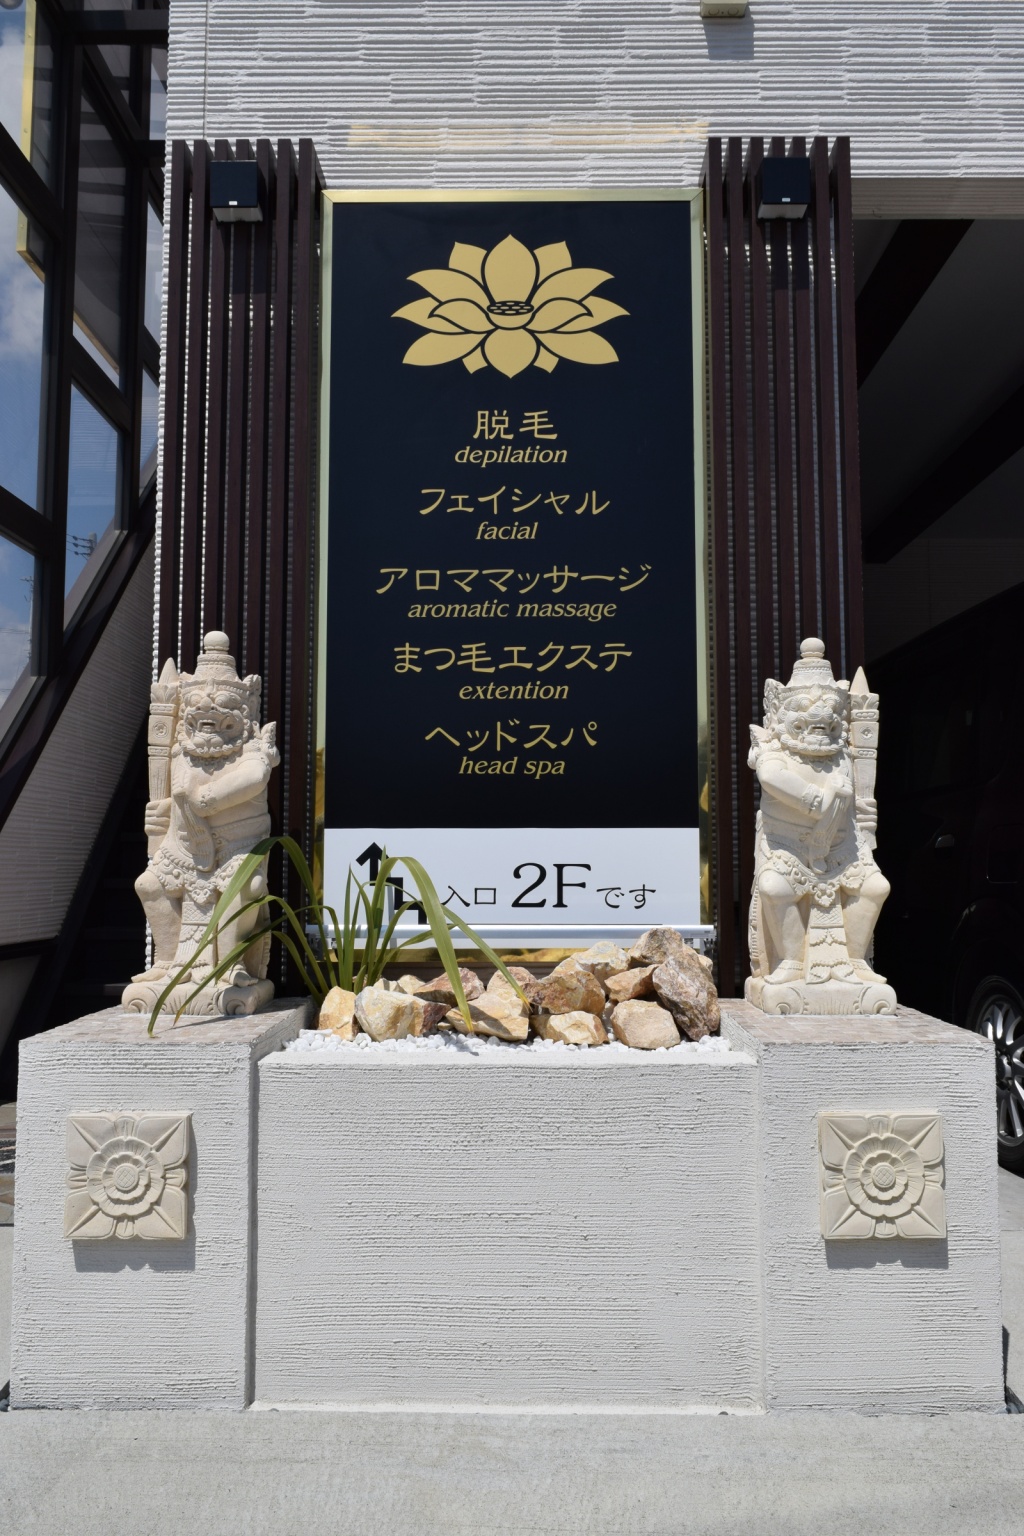 脱毛
depilation
フェイシャル
facial
アロママッサージ
aromatic massage
まつ毛エクステ
extention
ヘッドスパ
head spa
入口 2F です